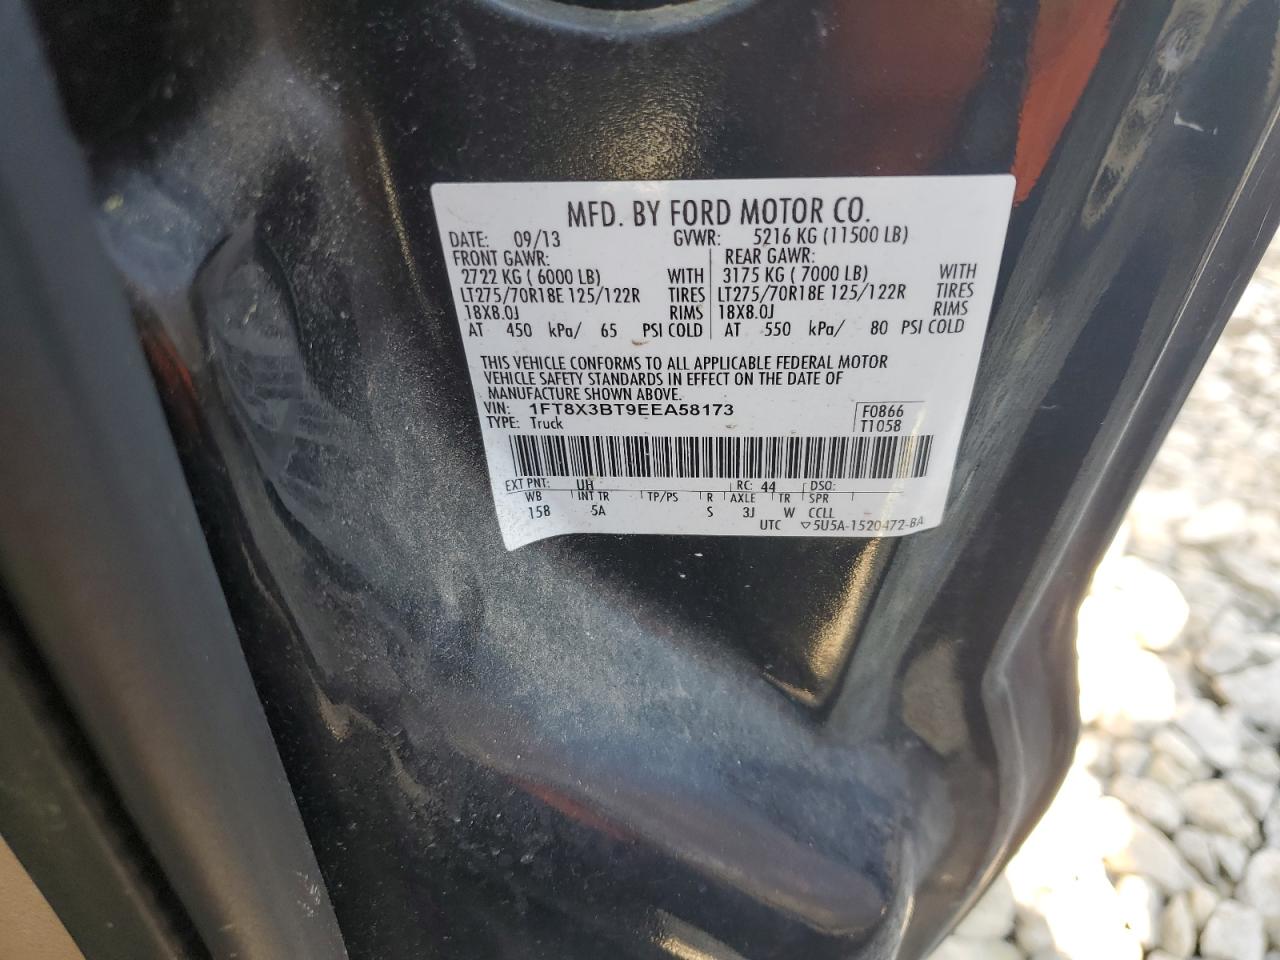 MFD. BY FORD MOTOR CO.
DATE: 09/13 GVWR: 5216 KG (11500 LB)
FRONT GAWR: REAR GAWR:
2722 KG ( 6000 LB) WITH 3175 KG ( 7000 LB) WITH
LT275/70R18E 125/122R TIRES LT275/70R18E 125/122R TIRES
18X8.0J RIMS 18X8.0J RIMS
AT 450 kPa/ 65 PSI COLD AT 550 kPa/ 80 PSI COLD
THIS VEHICLE CONFORMS TO ALL APPLICABLE FEDERAL MOTOR
VEHICLE SAFETY STANDARDS IN EFFECT ON THE DATE OF
MANUFACTURE SHOWN ABOVE.
VIN: 1FT8X3BT9EEA58173 F0866
TYPE: Truck T1058
EXT PNT: UH RC: 44 DSO:
WB INT TR TP/PS R AXLE TR SPR
158 5A S 3J W CCLL
UTC ▽5U5A-1520472-BA